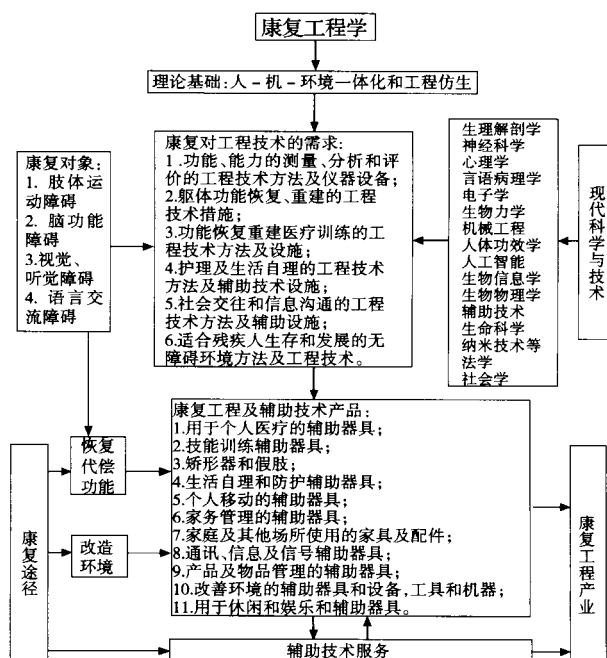 康复工程学
理论基础:人-机-环境一体化和工程仿生
康复对象:
1. 肢体运
动障碍
2. 脑功能
障碍
3.视觉、
听觉障碍
4. 语言交
流障碍
康复对工程技术的需求:
1.功能、能力的测量、分析和评
价的工程技术方法及仪器设备;
2.躯体功能恢复、重建的工程
技术措施;
3.功能恢复重建医疗训练的工
程技术方法及设施;
4.护理及生活自理的工程技术
方法及辅助技术设施;
5.社会交往和信息沟通的工程
技术方法及辅助设施;
6.适合残疾人生存和发展的无
障碍环境方法及工程技术。
生理解剖学
神经科学
心理学
言语病理学
电子学
生物力学
机械工程
人体功效学
人工智能
生物信息学
生物物理学
辅助技术
生命科学
纳米技术等
法学
社会学
现代科学与技术
康复途径
恢复
代偿
功能
改造
环境
康复工程及辅助技术产品:
1.用于个人医疗的辅助器具;
2.技能训练辅助器具;
3.矫形器和假肢;
4.生活自理和防护辅助器具;
5.个人移动的辅助器具;
6.家务管理的辅助器具;
7.家庭及其他场所使用的家具及配件;
8.通讯、信息及信号辅助器具;
9.产品及物品管理的辅助器具;
10.改善环境的辅助器具和设备,工具和机器;
11.用于休闲和娱乐和辅助器具。
康复工程产业
辅助技术服务